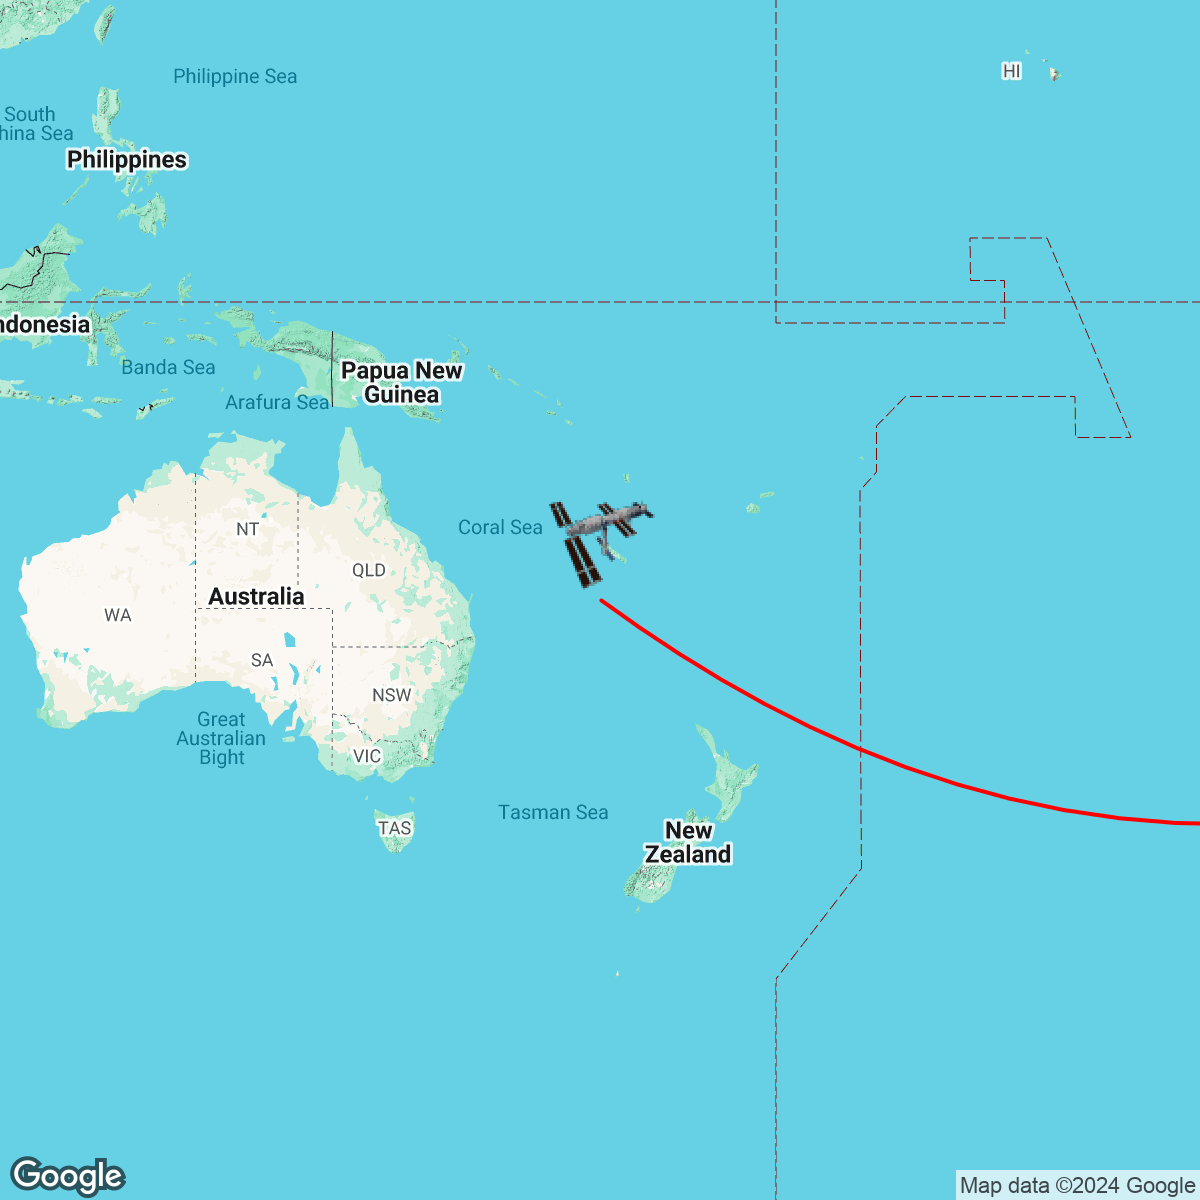 Philippine Sea
HI
South
hina Sea
Philippines
ndonesia
Banda Sea
Papua New
Guinea
Arafura Sea
Coral Sea
NT
QLD
Australia
WA
SA
NSW
Great
Australian
Bight
VIC
Tasman Sea
TAS
New
Zealand
Google
Map data ©2024 Google